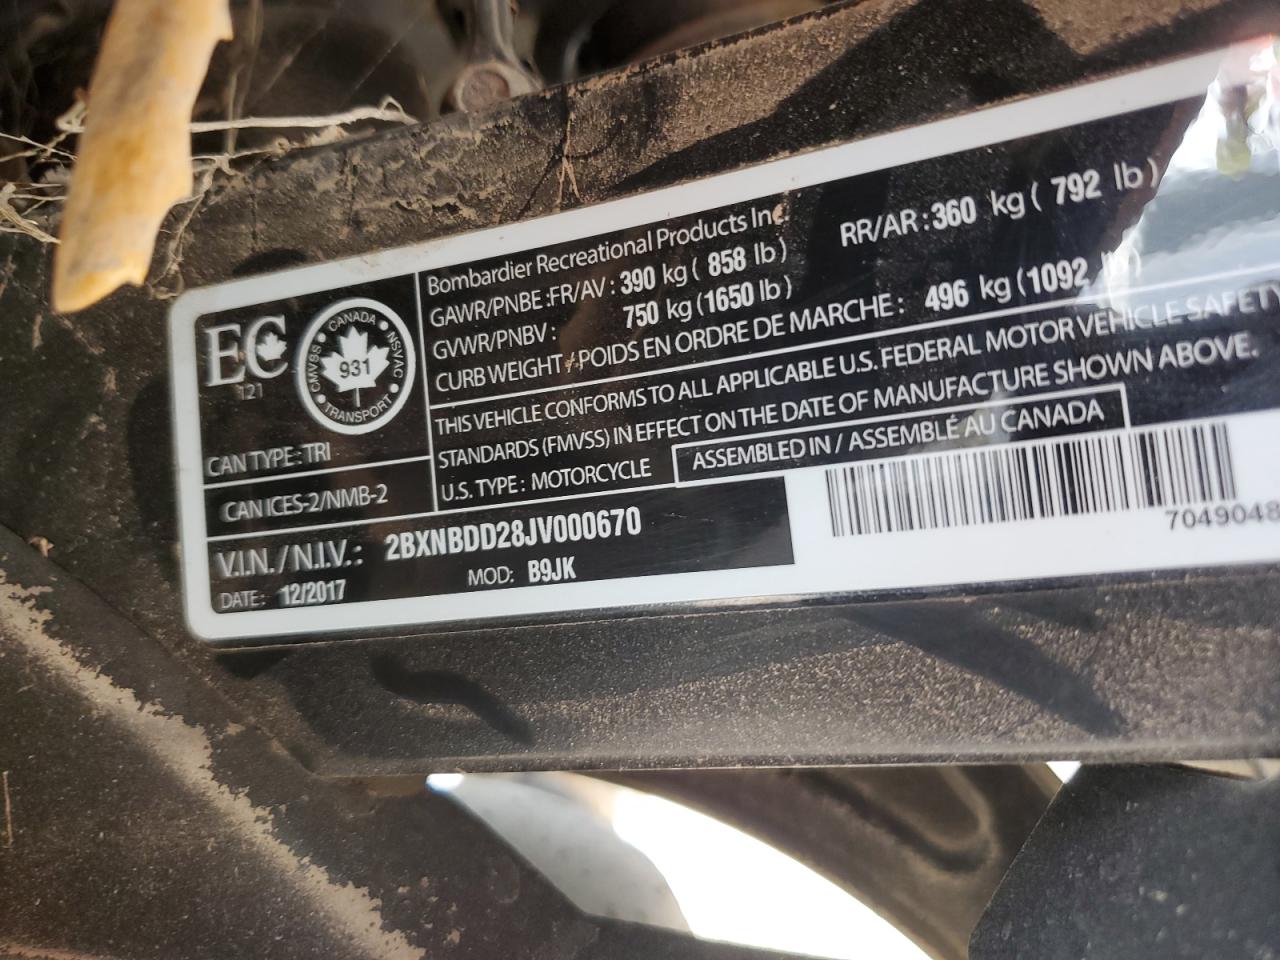 EC
121
CANADA
CMVSS
NSVAC
931
TRANSPORT
CAN TYPE: TRI
CAN ICES-2/NMB-2
Bombardier Recreational Products Inc.
GAWR/PNBE :FR/AV : 390 kg ( 858 lb ) RR/AR : 360 kg ( 792 lb )
GVWR/PNBV : 750 kg (1650 lb )
CURB WEIGHT / POIDS EN ORDRE DE MARCHE : 496 kg (1092 lb)
THIS VEHICLE CONFORMS TO ALL APPLICABLE U.S. FEDERAL MOTOR VEHICLE SAFETY
STANDARDS (FMVSS) IN EFFECT ON THE DATE OF MANUFACTURE SHOWN ABOVE.
U.S. TYPE : MOTORCYCLE ASSEMBLED IN / ASSEMBLÉ AU CANADA
V.I.N. / N.I.V. : 2BXNBDD28JV000670
DATE : 12/2017 MOD: B9JK
7049048